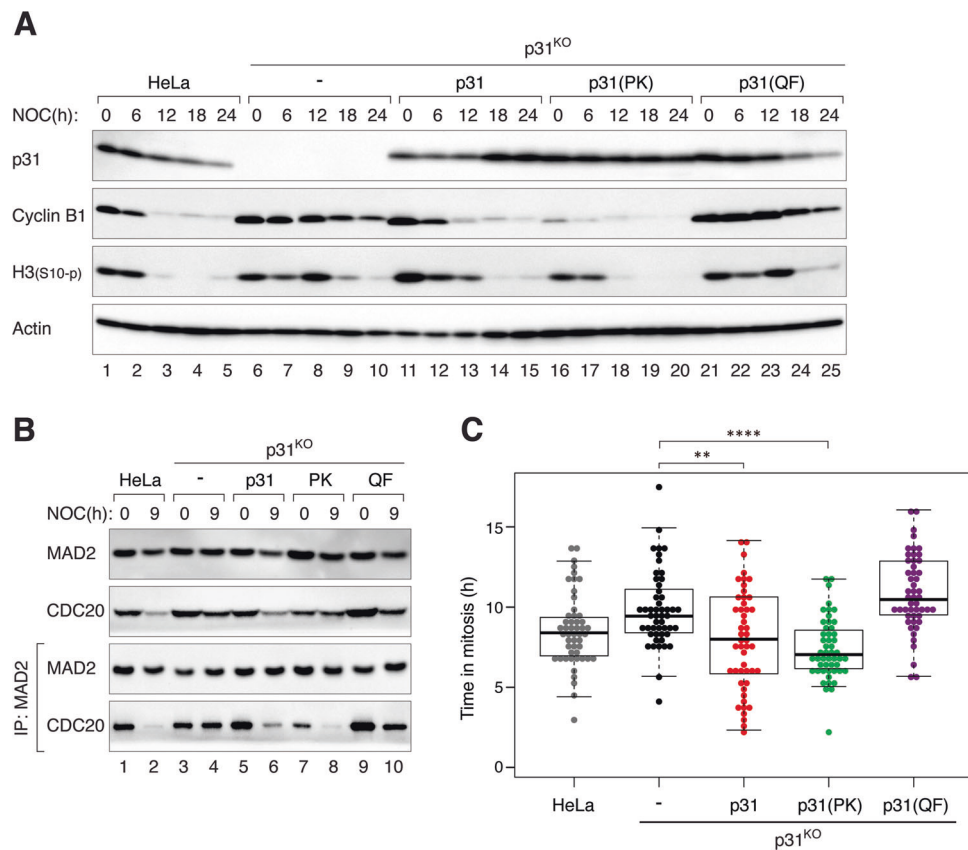 A
p31KO
HeLa - p31 p31(PK) p31(QF)
NOC(h): 0 6 12 18 24 0 6 12 18 24 0 6 12 18 24 0 6 12 18 24 0 6 12 18 24
p31
Cyclin B1
H3(S10-p)
Actin
1 2 3 4 5 6 7 8 9 10 11 12 13 14 15 16 17 18 19 20 21 22 23 24 25
B
p31KO
HeLa - p31 PK QF
NOC(h): 0 9 0 9 0 9 0 9 0 9
MAD2
CDC20
IP: MAD2
MAD2
CDC20
1 2 3 4 5 6 7 8 9 10
C
****
**
Time in mitosis (h)
15
10
5
0
HeLa - p31 p31(PK) p31(QF)
p31KO